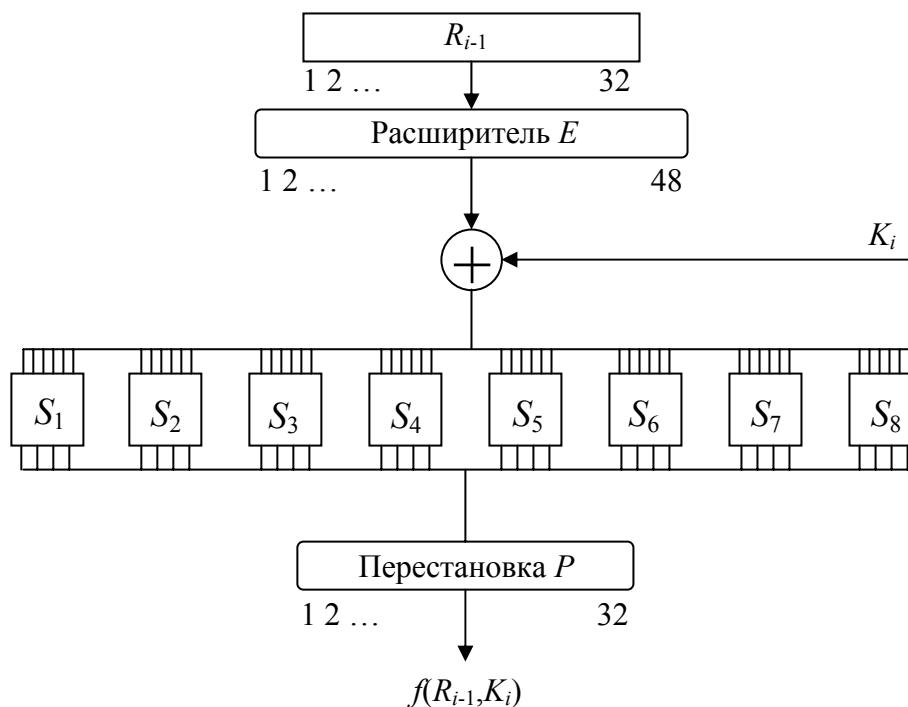 R_{i-1}
1 2 … 32
Расширитель E
1 2 … 48
K_i
S_1 S_2 S_3 S_4 S_5 S_6 S_7 S_8
Перестановка P
1 2 … 32
f(R_{i-1},K_i)